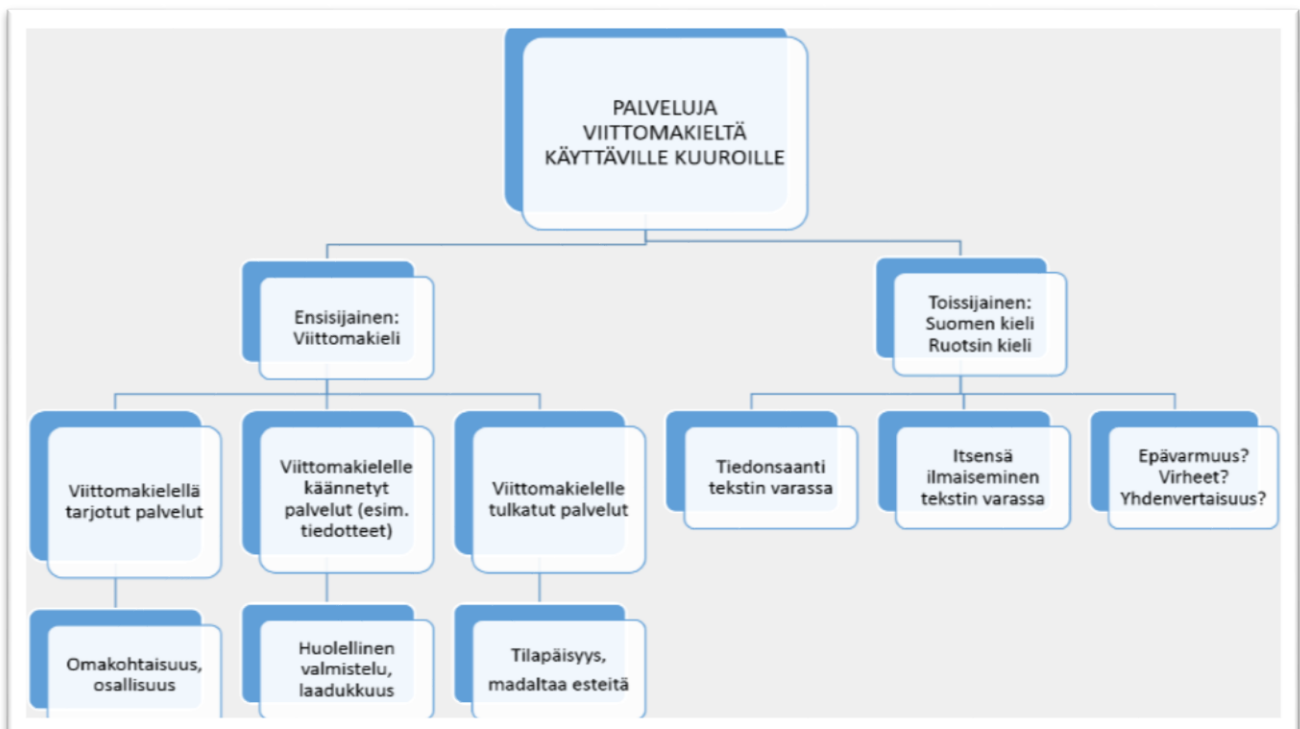 PALVELUJA
VIITTOMAKIELTÄ
KÄYTTÄVILLE KUUROILLE
Ensisijainen:
Viittomakieli
Toissijainen:
Suomen kieli
Ruotsin kieli
Viittomakielellä
tarjotut palvelut
Viittomakielelle
käännetyt
palvelut (esim.
tiedotteet)
Viittomakielelle
tulkatut palvelut
Tiedonsaanti
tekstin varassa
Itsensä
ilmaiseminen
tekstin varassa
Epävarmuus?
Virheet?
Yhdenvertaisuus?
Omakohtaisuus,
osallisuus
Huolellinen
valmistelu,
laadukkuus
Tilapäisyys,
madaltaa esteitä